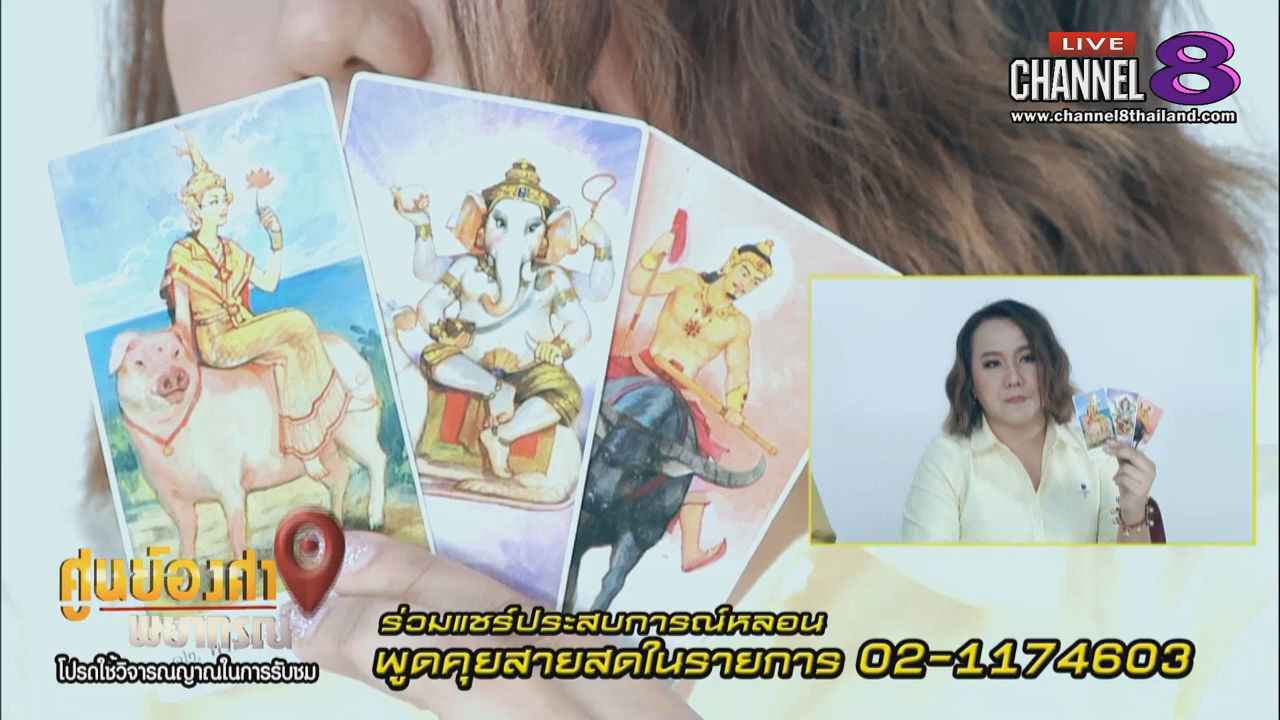 LIVE
CHANNEL 8
www.channel8thailand.com
ศูนย์องศา
พยากรณ์
โปรดใช้วิจารณญาณในการรับชม
ร่วมแชร์ประสบการณ์หลอน
พูดคุยสายสดในรายการ 02-1174603